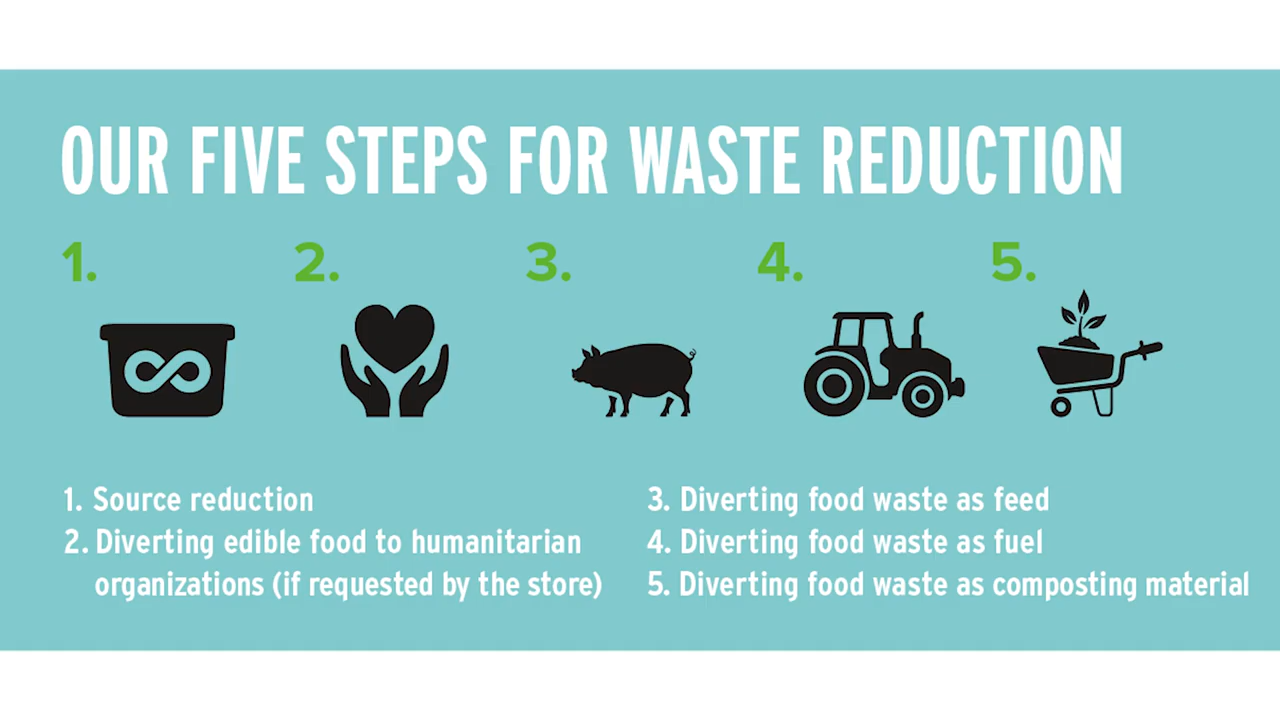 OUR FIVE STEPS FOR WASTE REDUCTION
1. 2. 3. 4. 5.
1. Source reduction
2. Diverting edible food to humanitarian
organizations (if requested by the store)
3. Diverting food waste as feed
4. Diverting food waste as fuel
5. Diverting food waste as composting material